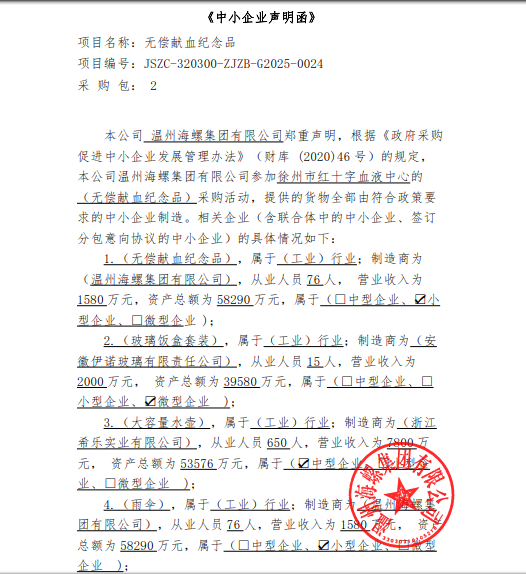 《中小企业声明函》
项目名称：无偿献血纪念品
项目编号：JSZC-320300-ZJZB-G2025-0024
采 购 包： 2
本公司 温州海螺集团有限公司郑重声明，根据《政府采购
促进中小企业发展管理办法》（财库 (2020)46 号）的规定，
本公司温州海螺集团有限公司参加徐州市红十字血液中心的
（无偿献血纪念品）采购活动，提供的货物全部由符合政策要
求的中小企业制造。相关企业（含联合体中的中小企业、签订
分包意向协议的中小企业）的具体情况如下：
1.（无偿献血纪念品），属于（工业）行业；制造商为
（温州海螺集团有限公司），从业人员 76 人， 营业收入为
1580 万元，资产总额为 58290 万元，属于（☐中型企业、☑小
型企业、☐微型企业 ）；
2.（玻璃饭盒套装），属于（工业）行业；制造商为（安
徽伊诺玻璃有限责任公司），从业人员 15 人，营业收入为
2000 万元， 资产总额为 39580 万元，属于（☐中型企业、☐
小型企业、☑微型企业 ）；
3.（大容量水壶），属于（工业）行业；制造商为（浙江
希乐实业有限公司），从业人员 650 人，营业收入为 7800 万
元， 资产总额为 53576 万元，属于（☑中型企业、企
业、☐微型企业 ）；
4.（雨伞），属于（工业）行业；制造商为（温州海螺集
团有限公司），从业人员 76 人，营业收入为 1580 万元， 资产
总额为 58290 万元，属于（☐中型企业、☑小型企业、☐微型
企业 ）；
温州海螺集团有限公司